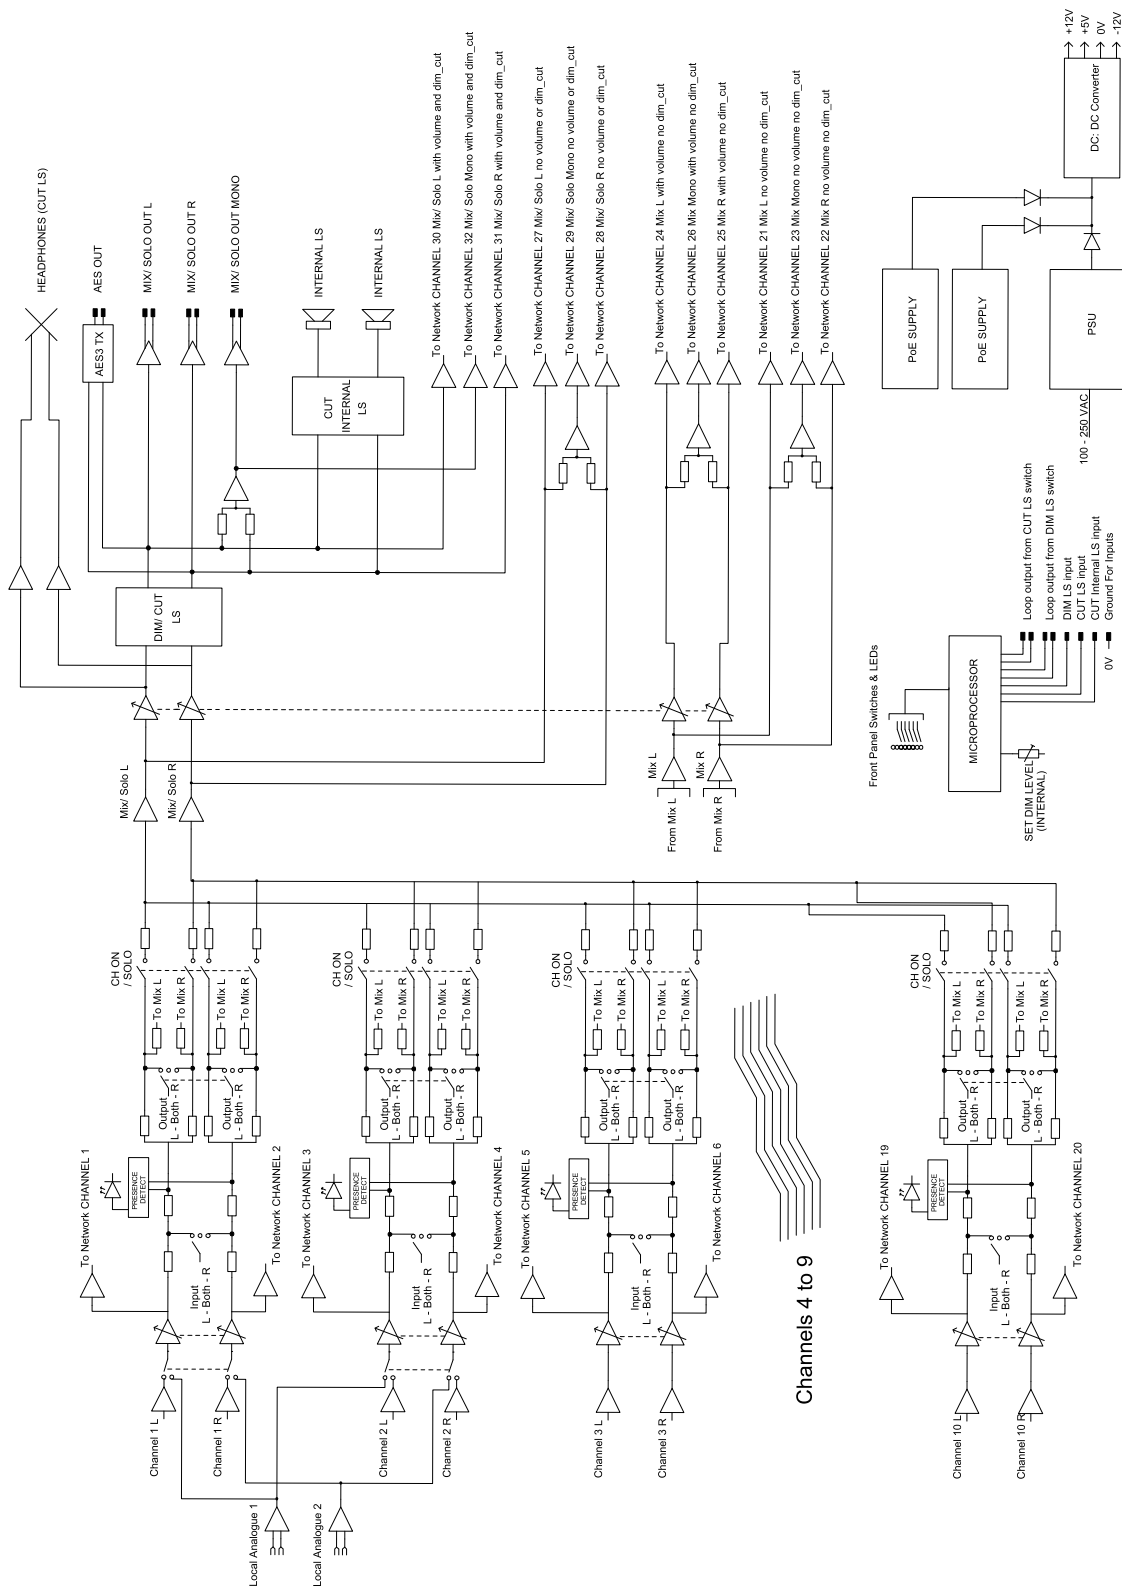 HEADPHONES (CUT LS)
AES OUT
AES3 TX
MIX/ SOLO OUT L
MIX/ SOLO OUT R
MIX/ SOLO OUT MONO
INTERNAL LS
INTERNAL LS
CUT
INTERNAL
LS
DIM/ CUT
LS
To Network CHANNEL 30 Mix/ Solo L with volume and dim_cut
To Network CHANNEL 32 Mix/ Solo Mono with volume and dim_cut
To Network CHANNEL 31 Mix/ Solo R with volume and dim_cut
To Network CHANNEL 27 Mix/ Solo L no volume or dim_cut
To Network CHANNEL 29 Mix/ Solo Mono no volume or dim_cut
To Network CHANNEL 28 Mix/ Solo R no volume or dim_cut
To Network CHANNEL 24 Mix L with volume no dim_cut
To Network CHANNEL 26 Mix Mono with volume no dim_cut
To Network CHANNEL 25 Mix R with volume no dim_cut
To Network CHANNEL 21 Mix L no volume no dim_cut
To Network CHANNEL 23 Mix Mono no volume no dim_cut
To Network CHANNEL 22 Mix R no volume no dim_cut
Mix/ Solo L
Mix/ Solo R
Mix L
Mix R
From Mix L
From Mix R
PoE SUPPLY
PoE SUPPLY
PSU
100 - 250 VAC
DC: DC Converter
+12V
+5V
0V
-12V
Front Panel Switches & LEDs
MICROPROCESSOR
SET DIM LEVEL
(INTERNAL)
Loop output from CUT LS switch
Loop output from DIM LS switch
DIM LS input
CUT LS input
CUT Internal LS input
Ground For Inputs
0V
Local Analogue 1
Local Analogue 2
Channel 1 L
Channel 1 R
To Network CHANNEL 1
To Network CHANNEL 2
Input
L - Both - R
PRESENCE
DETECT
Output
L - Both - R
Output
To Mix L
To Mix R
To Mix L
To Mix R
CH ON
/ SOLO
Channel 2 L
Channel 2 R
To Network CHANNEL 3
To Network CHANNEL 4
Input
L - Both - R
PRESENCE
DETECT
Output
L - Both - R
Output
To Mix L
To Mix R
To Mix L
To Mix R
CH ON
/ SOLO
Channel 3 L
Channel 3 R
To Network CHANNEL 5
To Network CHANNEL 6
Input
L - Both - R
PRESENCE
DETECT
Output
L - Both - R
Output
To Mix L
To Mix R
To Mix L
To Mix R
CH ON
/ SOLO
Channels 4 to 9
Channel 10 L
Channel 10 R
To Network CHANNEL 19
To Network CHANNEL 20
Input
L - Both - R
PRESENCE
DETECT
Output
L - Both - R
Output
To Mix L
To Mix R
To Mix L
To Mix R
CH ON
/ SOLO